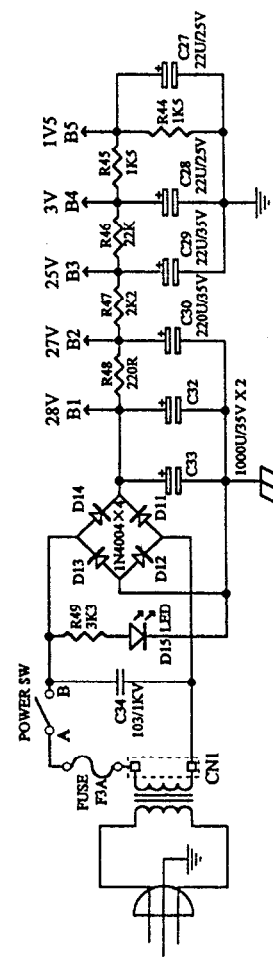 POWER SW
A
B
FUSE
F3A
CN1
C34
103/1KV
R49
3K3
D15
LED
D13
D14
1N4004 X 4
D12
D11
28V
B1
27V
B2
25V
B3
3V
B4
1V5
B5
R48
220R
R47
2K2
R46
22K
R45
1K5
R44
1K5
C33
C32
1000U/35V X 2
C30
220U/35V
C29
22U/35V
C28
22U/25V
C27
22U/25V